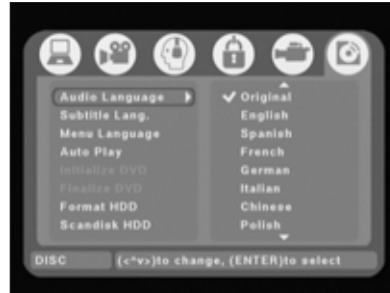 Audio Language
Subtitle Lang.
Menu Language
Auto Play
Initialize DVD
Finalize DVD
Format HDD
Scandisk HDD
Original
English
Spanish
French
German
Italian
Chinese
Polish
DISC
(<^v>)to change, (ENTER)to select